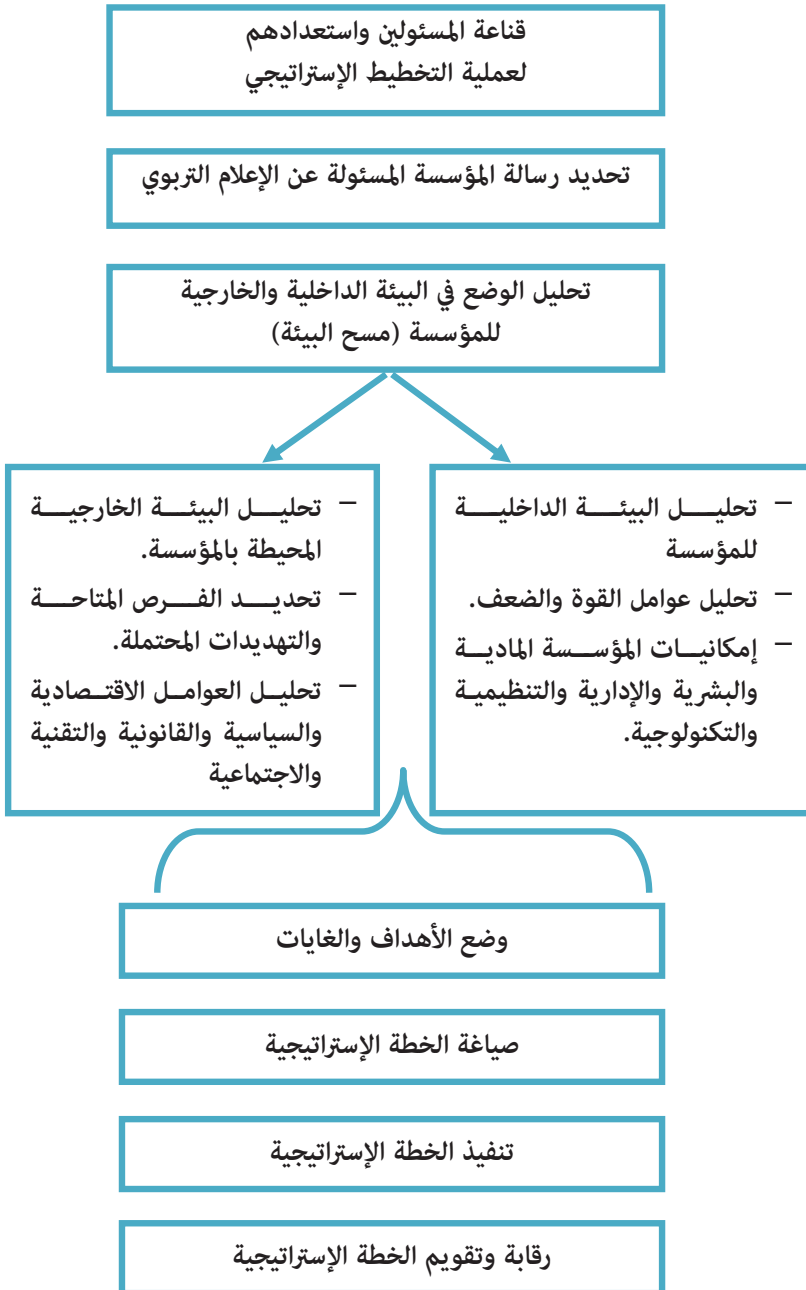 قناعة المسئولين واستعدادهم
لعملية التخطيط الإستراتيجي
تحديد رسالة المؤسسة المسئولة عن الإعلام التربوي
تحليل الوضع في البيئة الداخلية والخارجية
للمؤسسة (مسح البيئة)
– تحليل البيئة الداخلية
للمؤسسة
– تحليل عوامل القوة والضعف.
– إمكانيات المؤسسة المادية
والبشرية والإدارية والتنظيمية
والتكنولوجية.
– تحليل البيئة الخارجية
المحيطة بالمؤسسة.
– تحديد الفرص المتاحة
والتهديدات المحتملة.
– تحليل العوامل الاقتصادية
والسياسية والقانونية والتقنية
والاجتماعية
وضع الأهداف والغايات
صياغة الخطة الإستراتيجية
تنفيذ الخطة الإستراتيجية
رقابة وتقويم الخطة الإستراتيجية